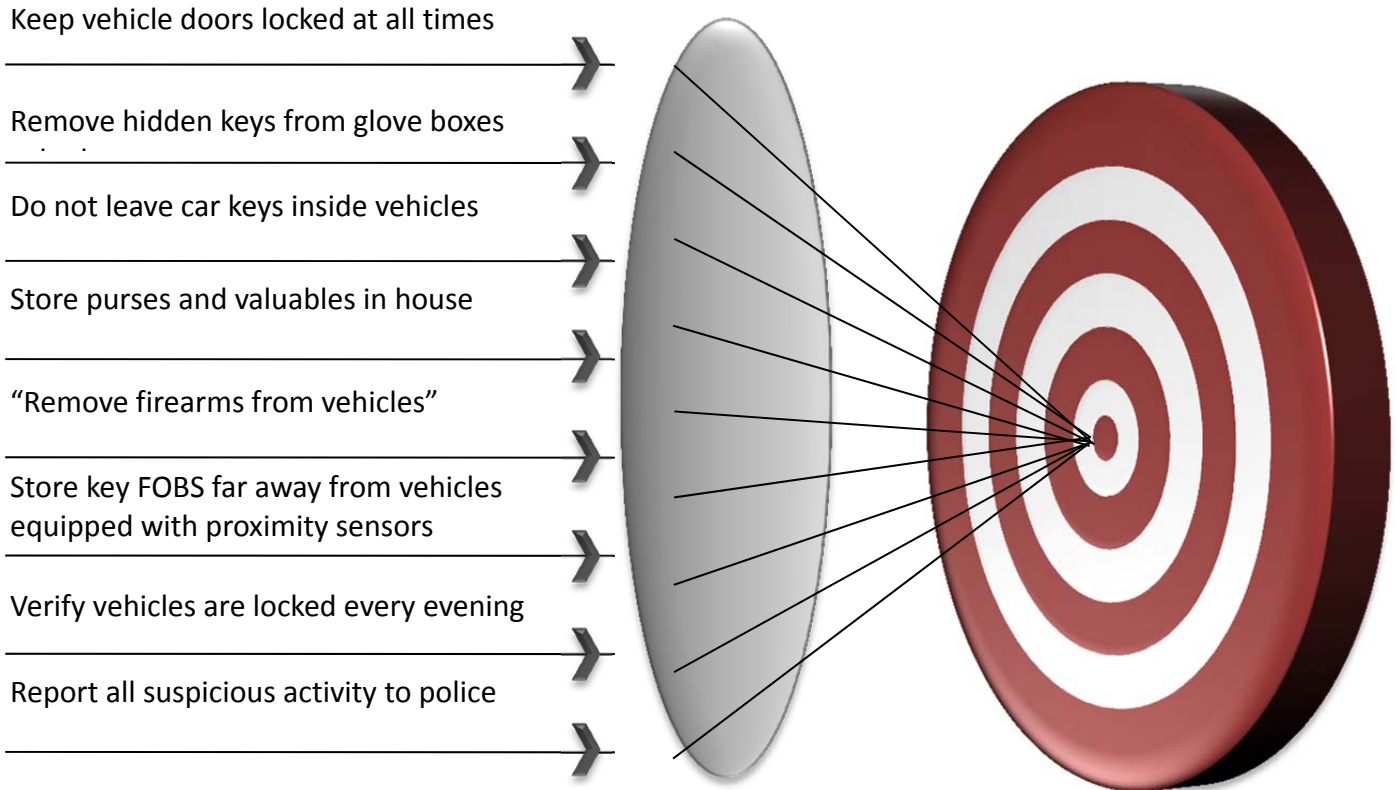 Keep vehicle doors locked at all times
Remove hidden keys from glove boxes
Do not leave car keys inside vehicles
Store purses and valuables in house
“Remove firearms from vehicles”
Store key FOBS far away from vehicles
equipped with proximity sensors
Verify vehicles are locked every evening
Report all suspicious activity to police